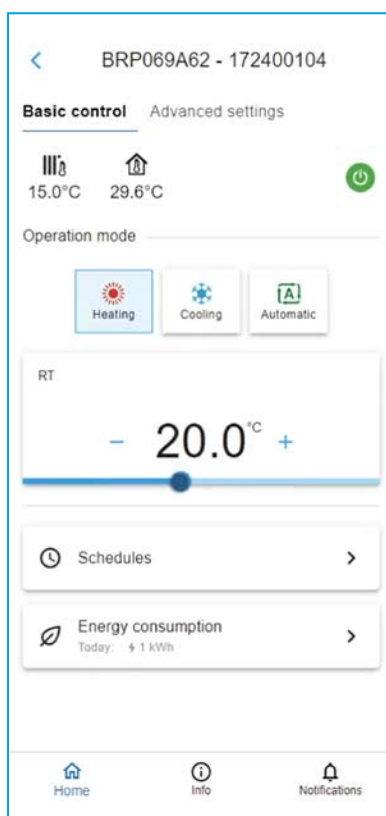 BRP069A62 - 172400104
Basic control Advanced settings
15.0°C 29.6°C
Operation mode
Heating Cooling A Automatic
RT
- 20.0 °C +
Schedules
Energy consumption
Today: 1 kWh
Home Info Notifications